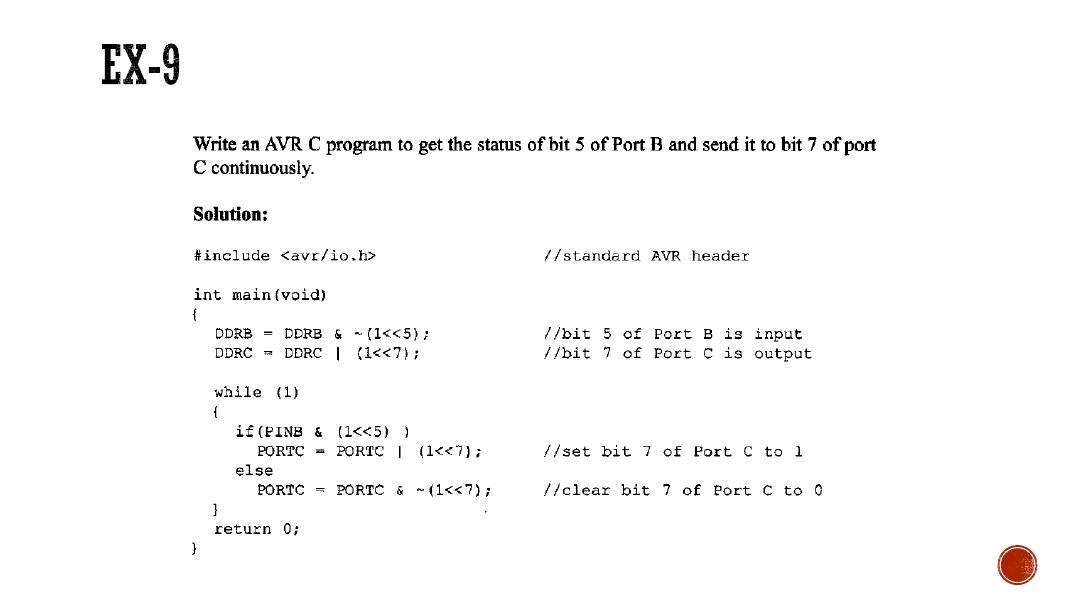 EX-9
Write an AVR C program to get the status of bit 5 of Port B and send it to bit 7 of port
C continuously.
Solution:
#include <avr/io.h> //standard AVR header
int main(void)
{
DDRB = DDRB & ~(1<<5); //bit 5 of Port B is input
DDRC = DDRC | (1<<7); //bit 7 of Port C is output
while (1)
{
if(PINB & (1<<5) )
PORTC = PORTC | (1<<7); //set bit 7 of Port C to 1
else
PORTC = PORTC & ~(1<<7); //clear bit 7 of Port C to 0
}
return 0;
}